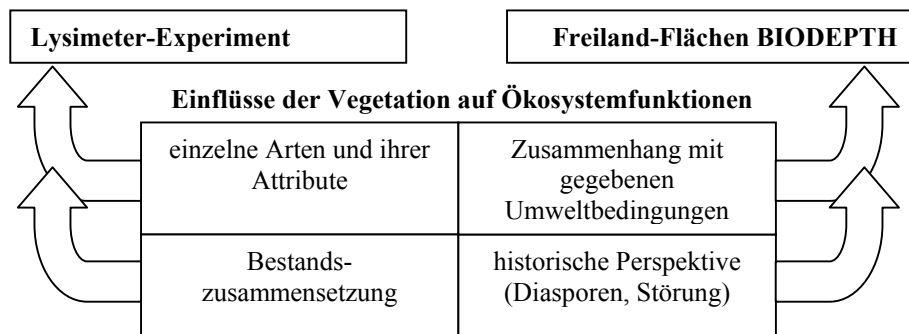 Lysimeter-Experiment
Freiland-Flächen BIODEPTH
Einflüsse der Vegetation auf Ökosystemfunktionen
einzelne Arten und ihrer
Attribute
Zusammenhang mit
gegebenen
Umweltbedingungen
Bestands-
zusammensetzung
historische Perspektive
(Diasporen, Störung)